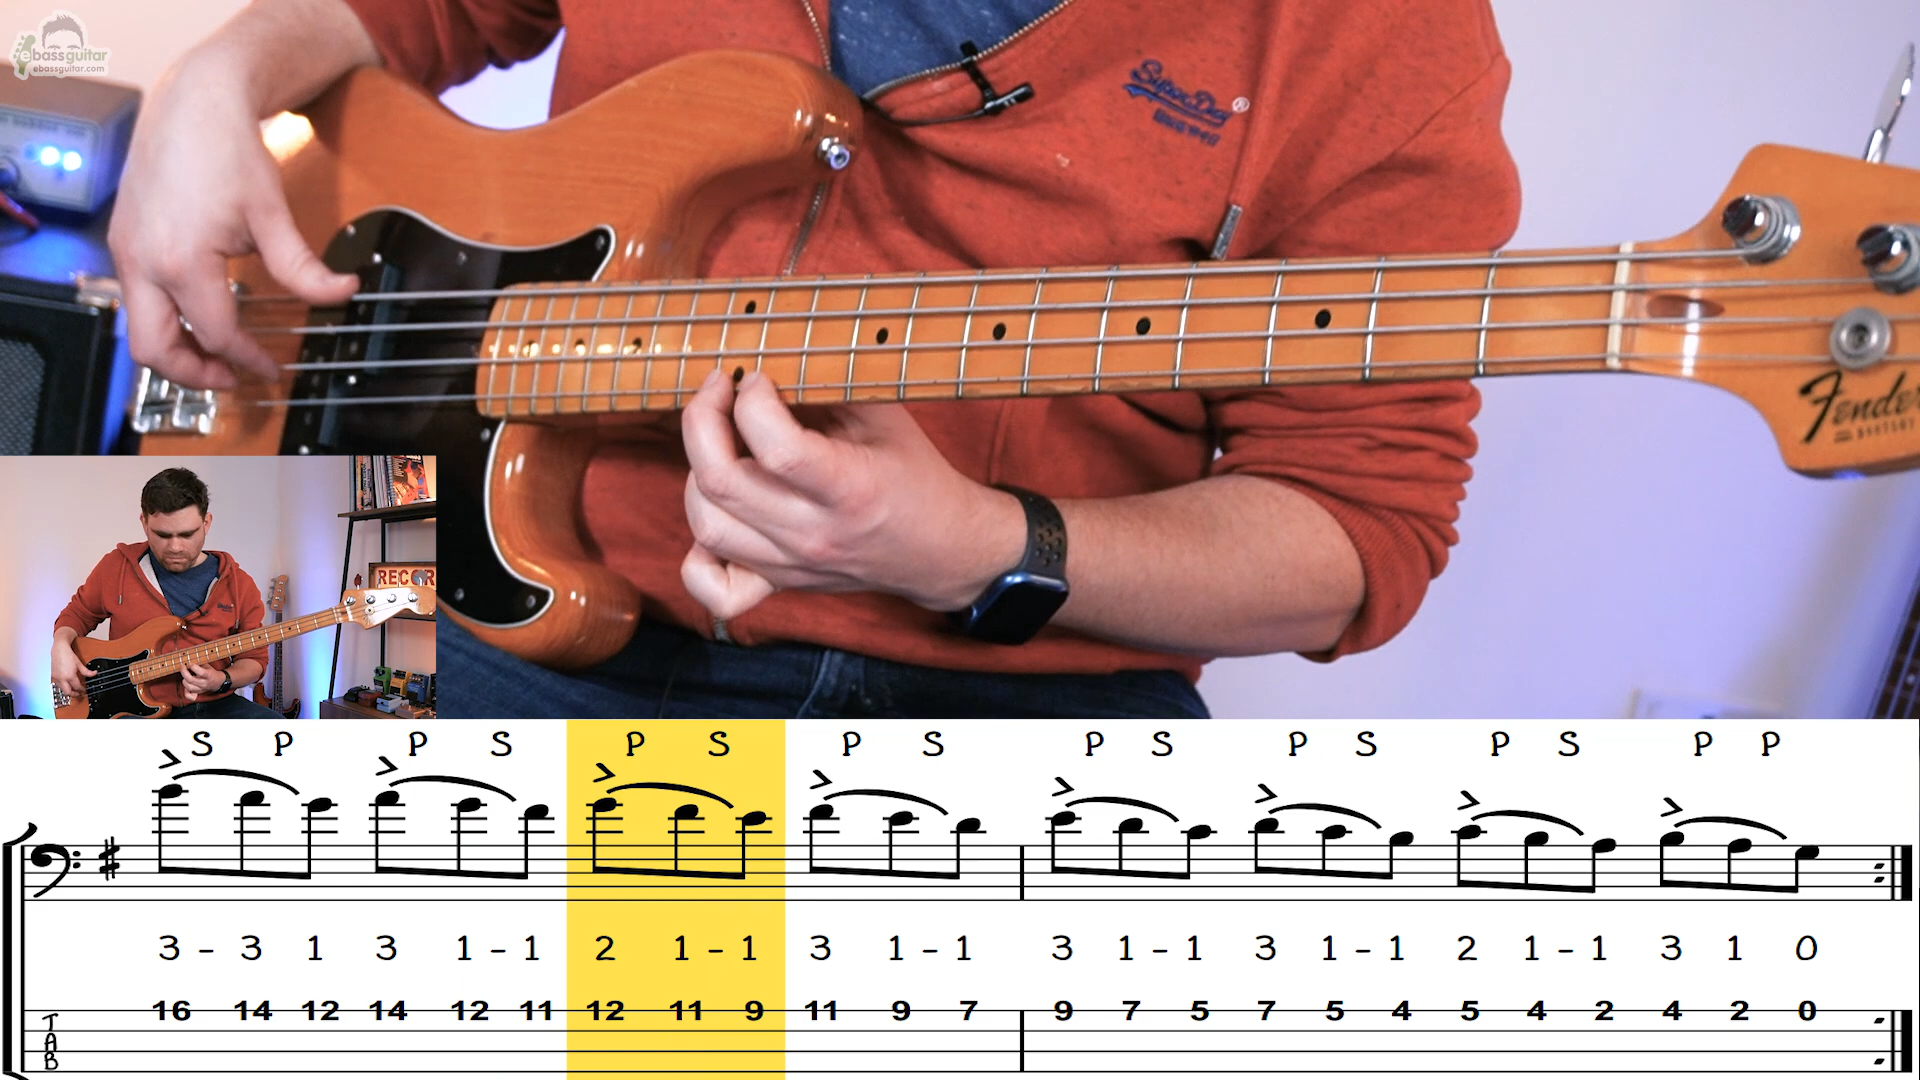 ebassguitar
ebassguitar.com
SuperDry®
Fender
RECOR
S P P S P S P S P S P S P S P P
3 - 3 1 3 1 - 1 2 1 - 1 3 1 - 1 3 1 - 1 3 1 - 1 2 1 - 1 3 1 0
16 14 12 14 12 11 12 11 9 11 9 7 9 7 5 7 5 4 5 4 2 4 2 0
T
A
B